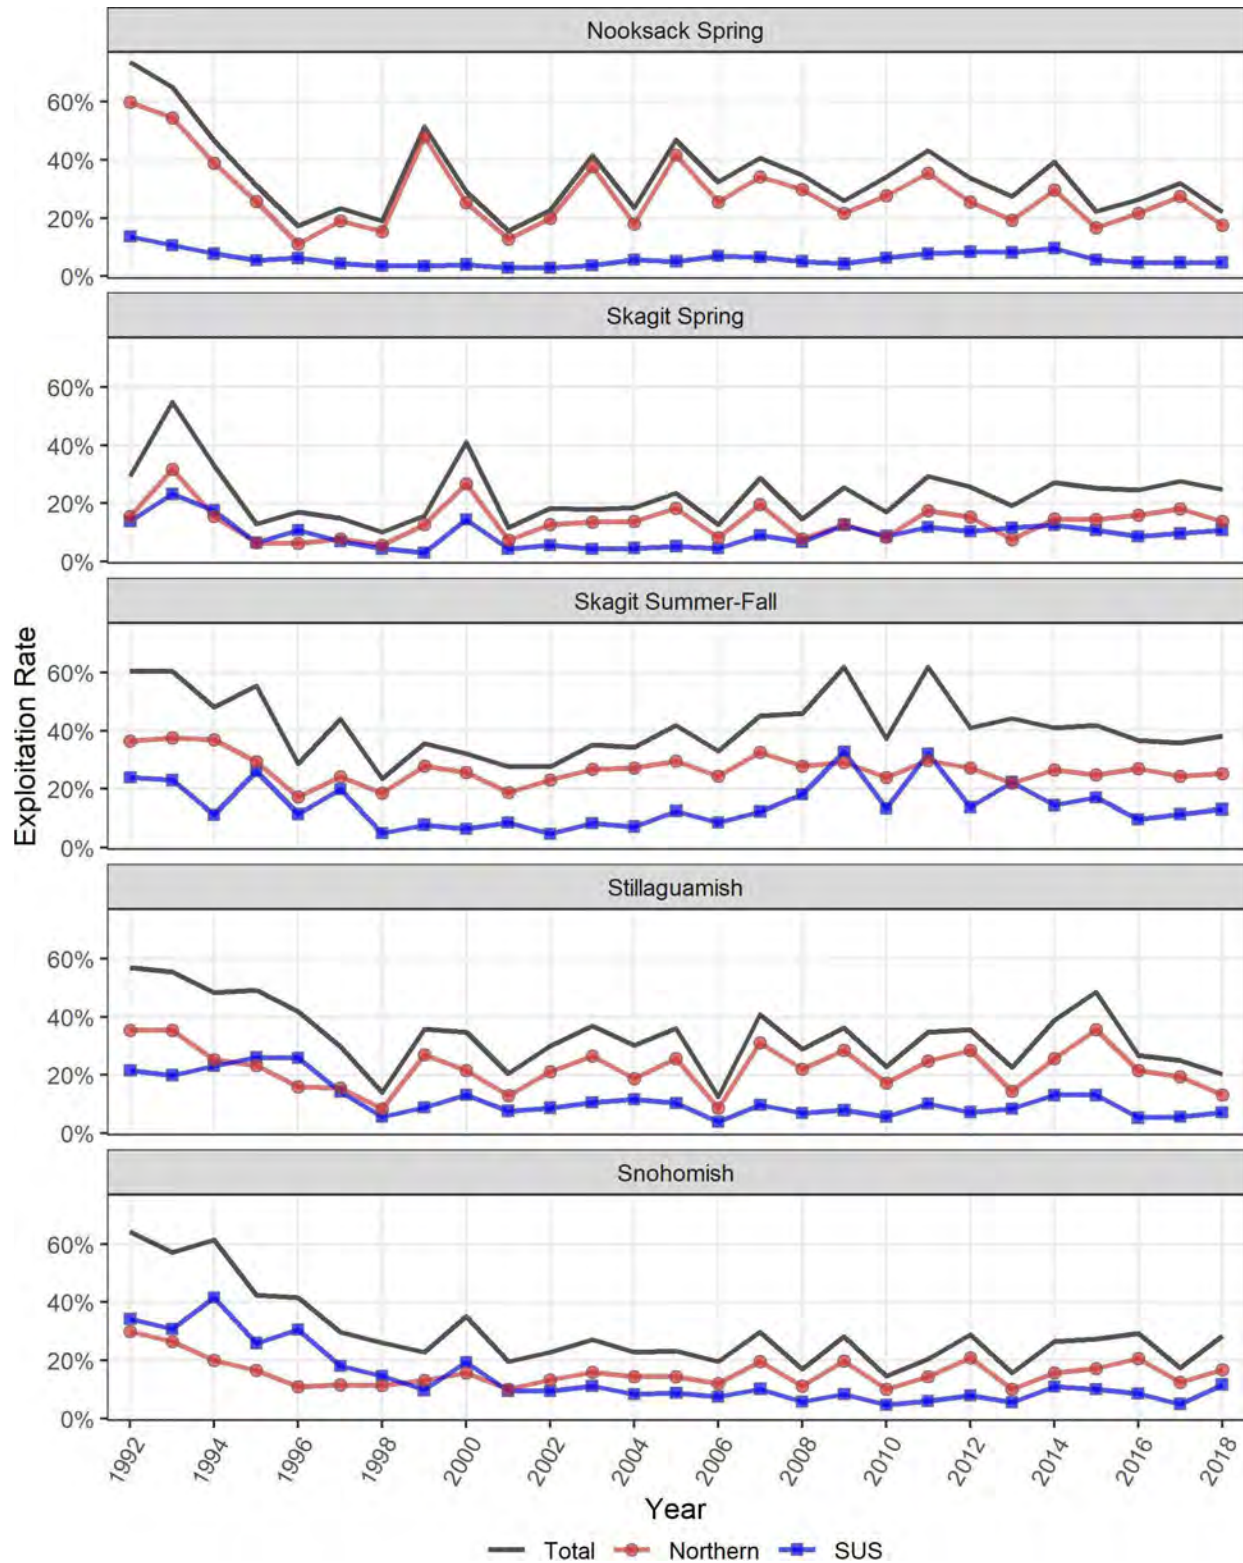 Nooksack Spring
60%
40%
20%
0%
Skagit Spring
60%
40%
20%
0%
Skagit Summer-Fall
60%
40%
20%
0%
Stillaguamish
60%
40%
20%
0%
Snohomish
60%
40%
20%
0%
Exploitation Rate
1992 1994 1996 1998 2000 2002 2004 2006 2008 2010 2012 2014 2016 2018
Year
Total Northern SUS